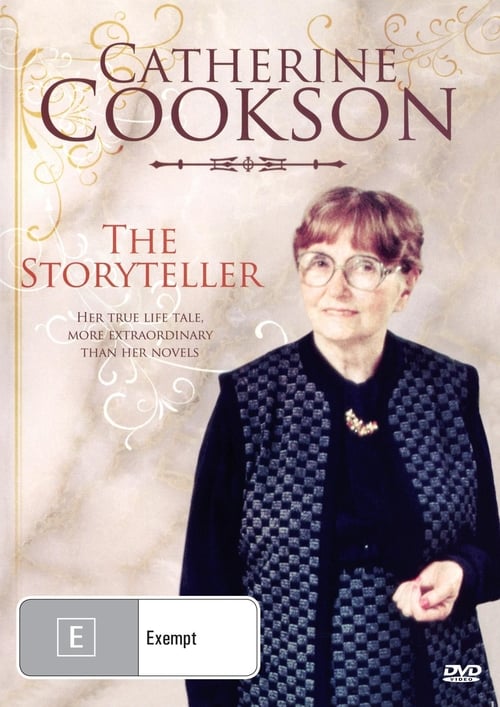 CATHERINE
COOKSON
THE
STORYTELLER
HER TRUE LIFE TALE,
MORE EXTRAORDINARY
THAN HER NOVELS
E
Exempt
DVD
VIDEO